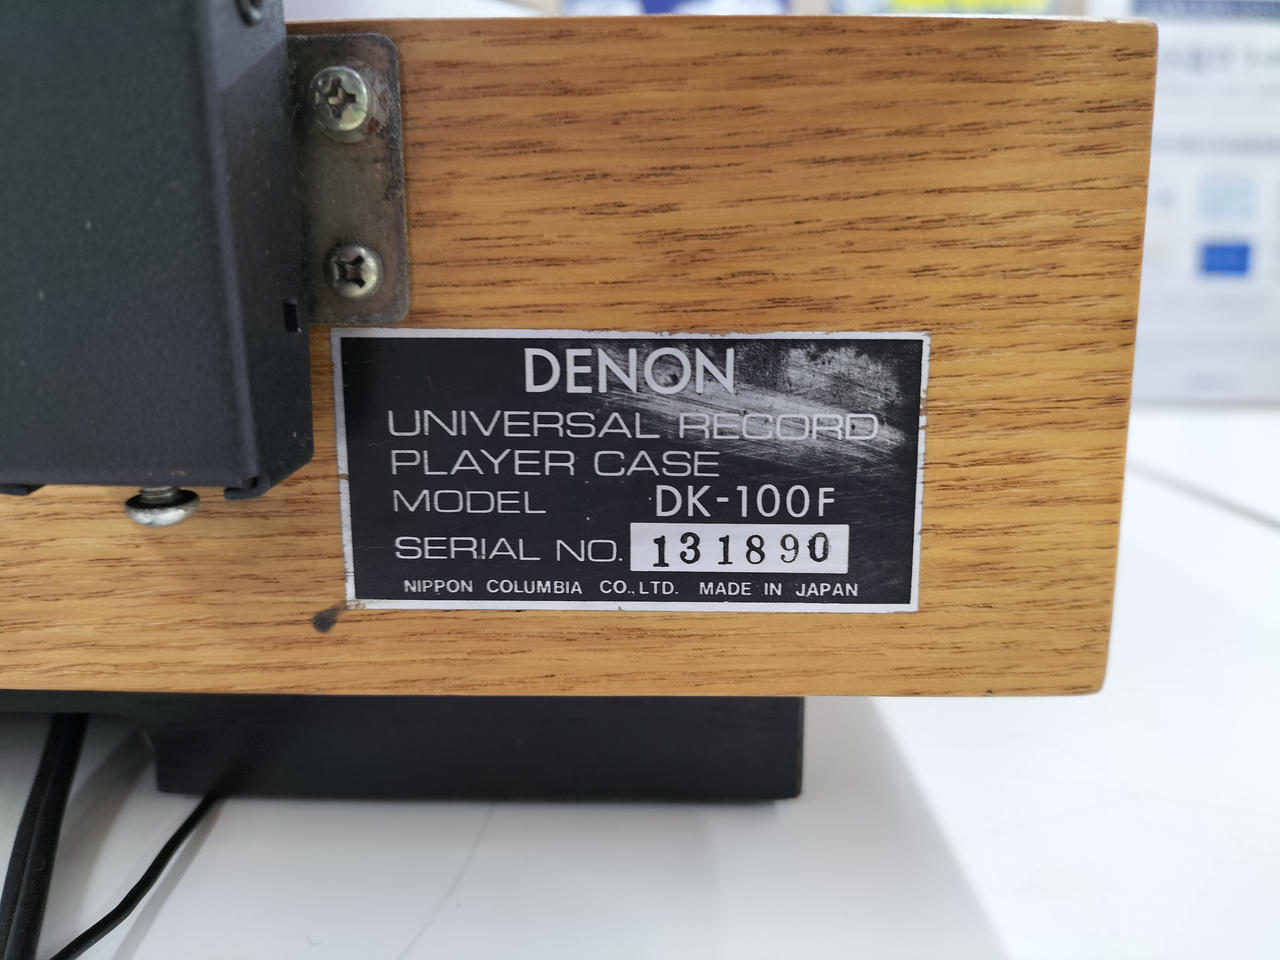 DENON
UNIVERSAL RECORD
PLAYER CASE
MODEL DK-100F
SERIAL NO. 131890
NIPPON COLUMBIA CO.,LTD. MADE IN JAPAN